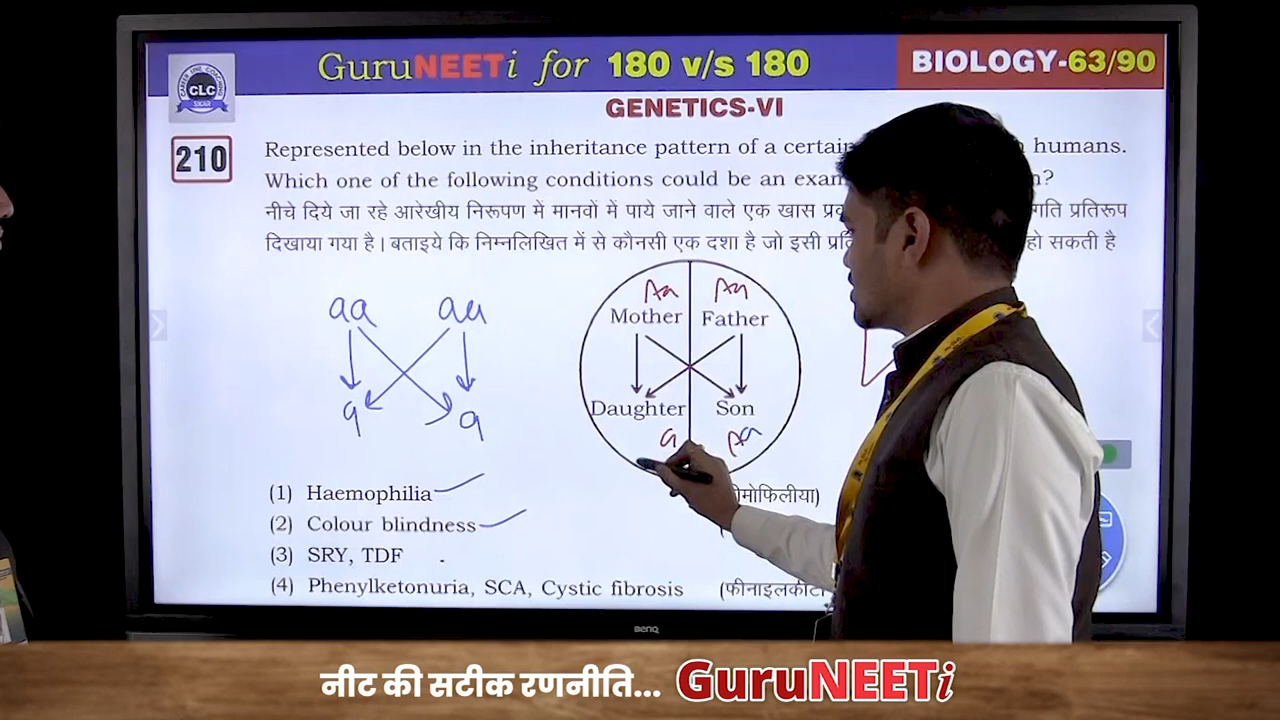 GuruNEETi for 180 v/s 180
BIOLOGY-63/90
CLC
SIKAR
GENETICS-VI
210
Represented below in the inheritance pattern of a certain humans.
Which one of the following conditions could be an
नीचे दिये जा रहे आरेखीय निरूपण में मानवों में पाये जाने वाले एक खास प्रतिरूप
दिखाया गया है। बताइये कि निम्नलिखित में से कौनसी एक दशा है जो इसी हो सकती है
aa aa
Aa Aa
Mother Father
a a
Daughter Son
Aa
(1) Haemophilia
(2) Colour blindness
(3) SRY, TDF
(4) Phenylketonuria, SCA, Cystic fibrosis
BENQ
नीट की सटीक रणनीति... GuruNEETi